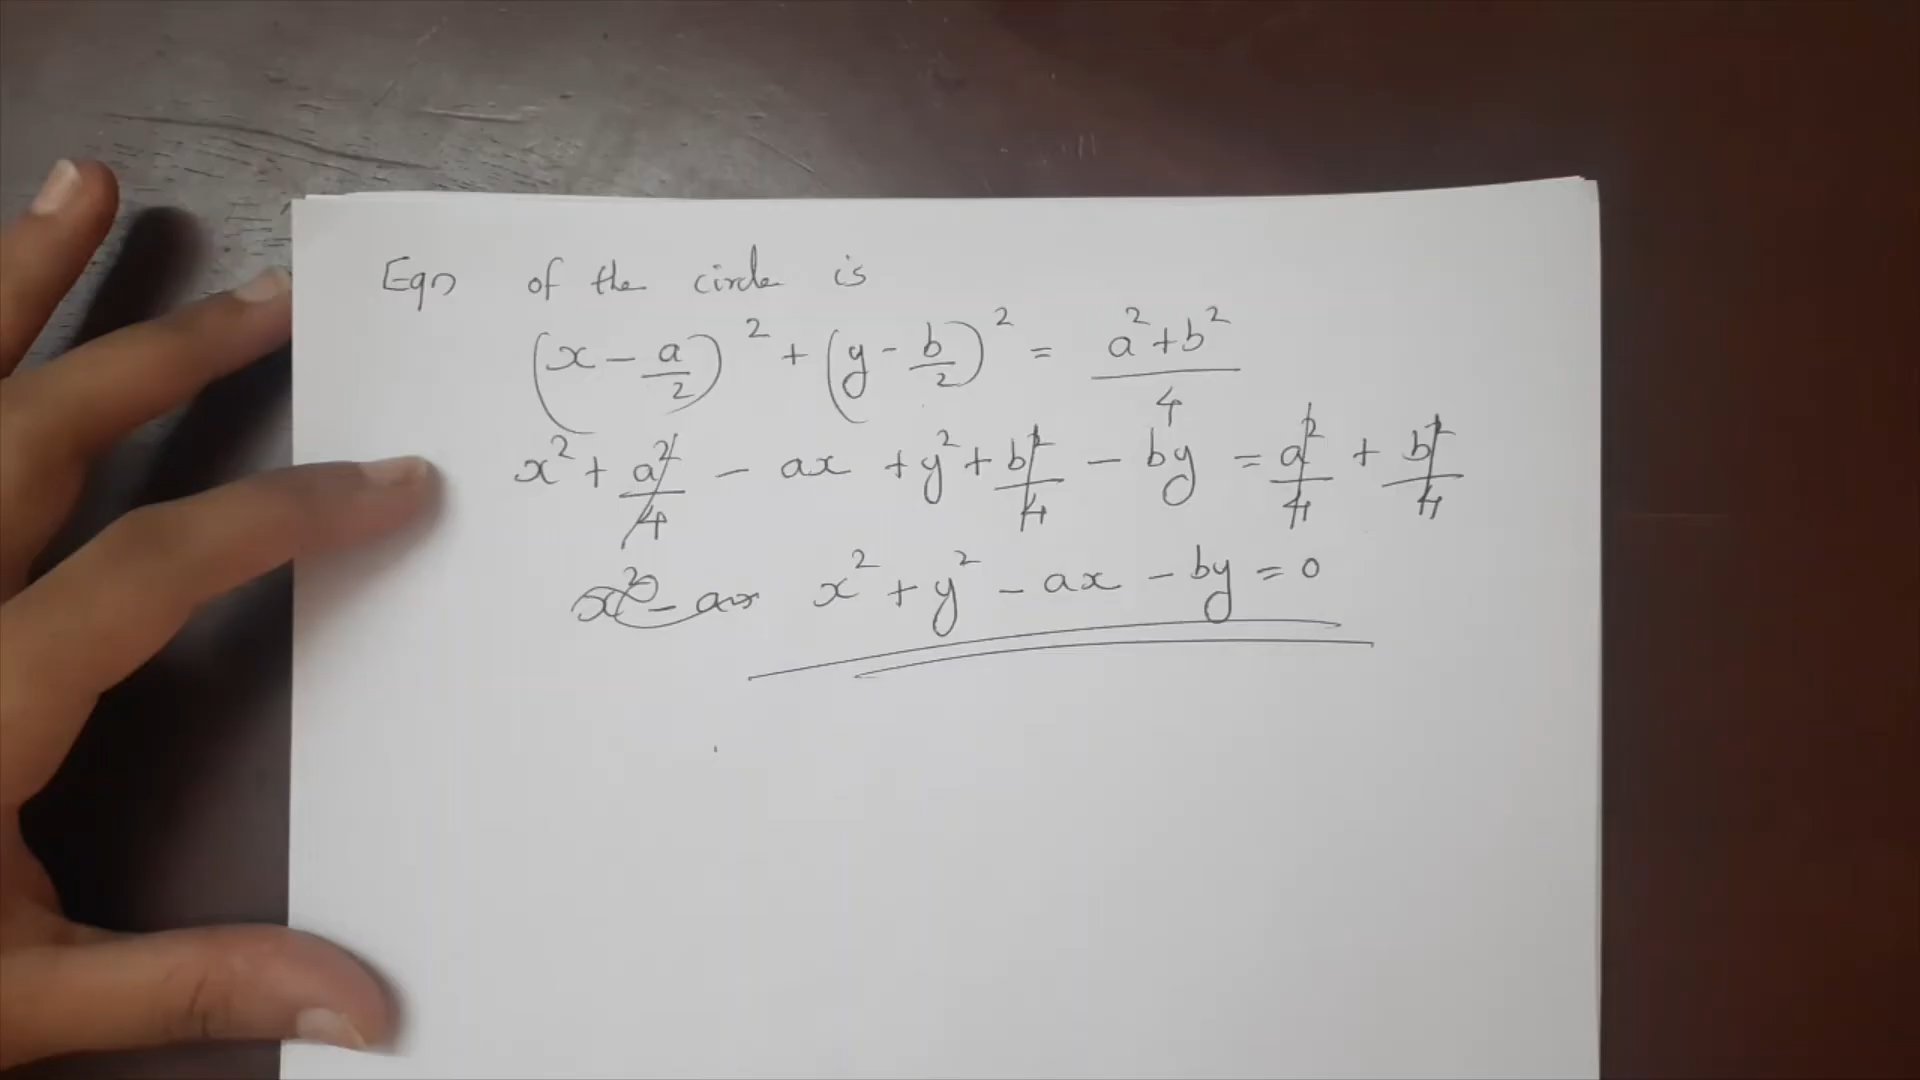 Eqn of the circle is
(x - a/2)² + (y - b/2)² = (a² + b²)/4
x² + a²/4 - ax + y² + b²/4 - by = a²/4 + b²/4
x² - ax x² + y² - ax - by = 0